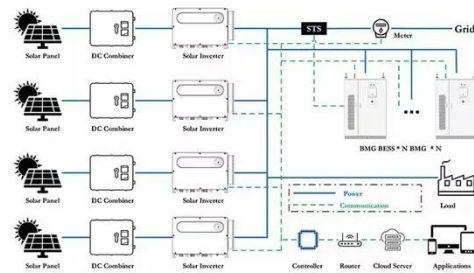 STS
Meter
Grid
Solar Panel DC Combiner Solar Inverter
Solar Panel DC Combiner Solar Inverter
BMG BESS * N BMG * N
Solar Panel DC Combiner Solar Inverter
Power
Communication
Load
Solar Panel DC Combiner Solar Inverter
Controller Router Cloud Server Applications